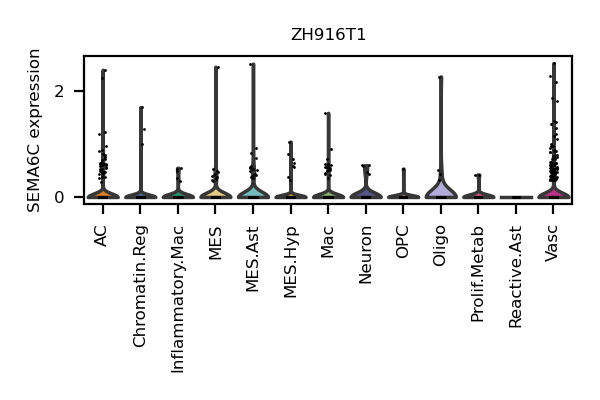 ZH916T1
SEMA6C expression
2
0
AC
Chromatin.Reg
Inflammatory.Mac
MES
MES.Ast
MES.Hyp
Mac
Neuron
OPC
Oligo
Prolif.Metab
Reactive.Ast
Vasc